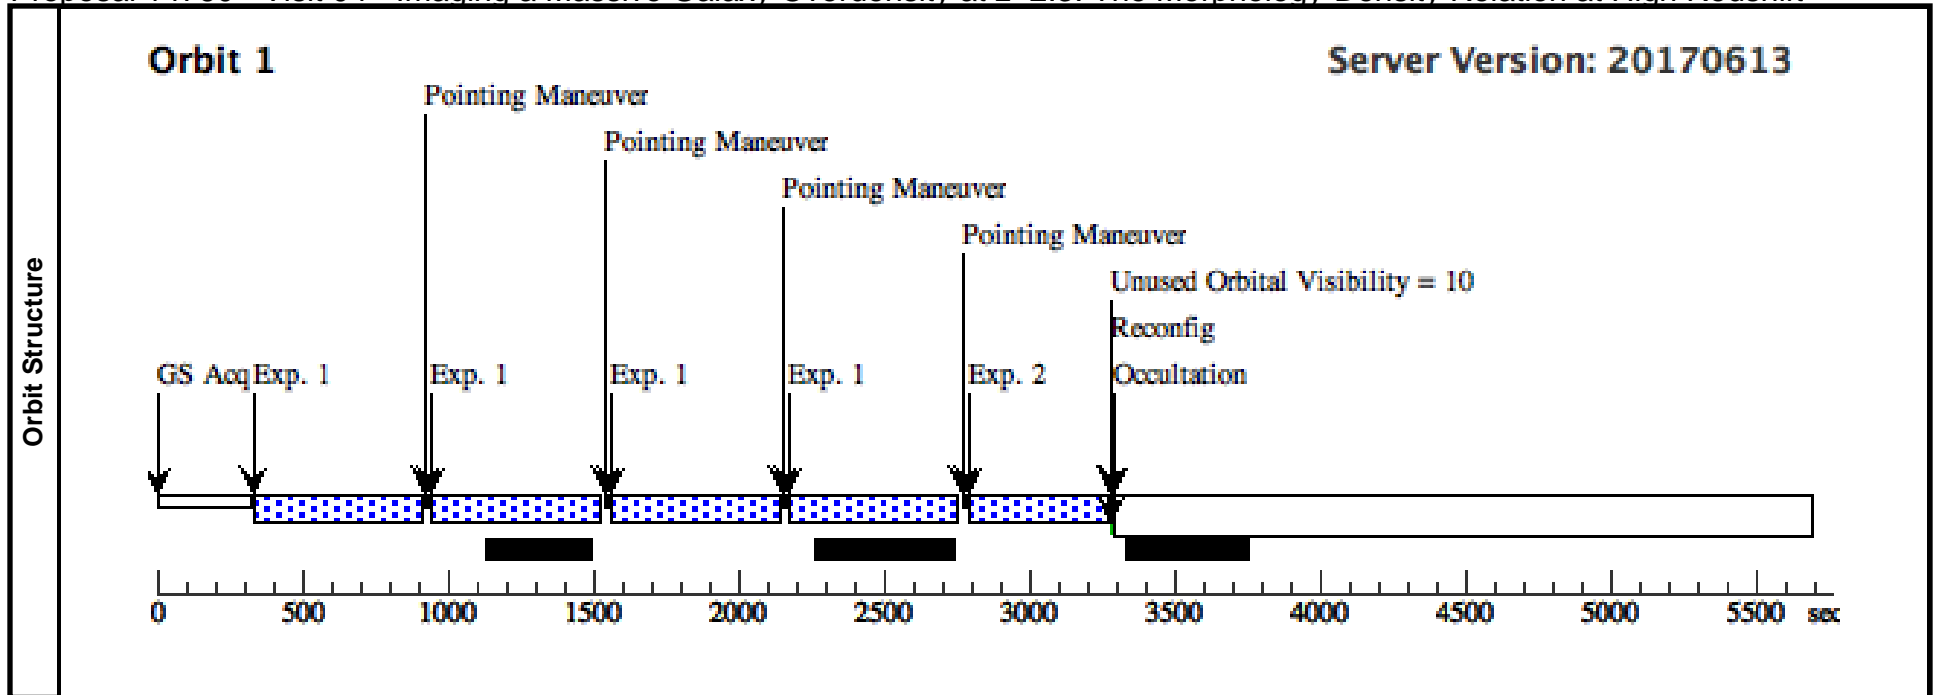 Orbit 1
Server Version: 20170613
Pointing Maneuver
Pointing Maneuver
Pointing Maneuver
Pointing Maneuver
Unused Orbital Visibility = 10
Reconfig
GS Acq Exp. 1 Exp. 1 Exp. 1 Exp. 1 Exp. 2 Occultation
Orbit Structure
0 500 1000 1500 2000 2500 3000 3500 4000 4500 5000 5500 sec